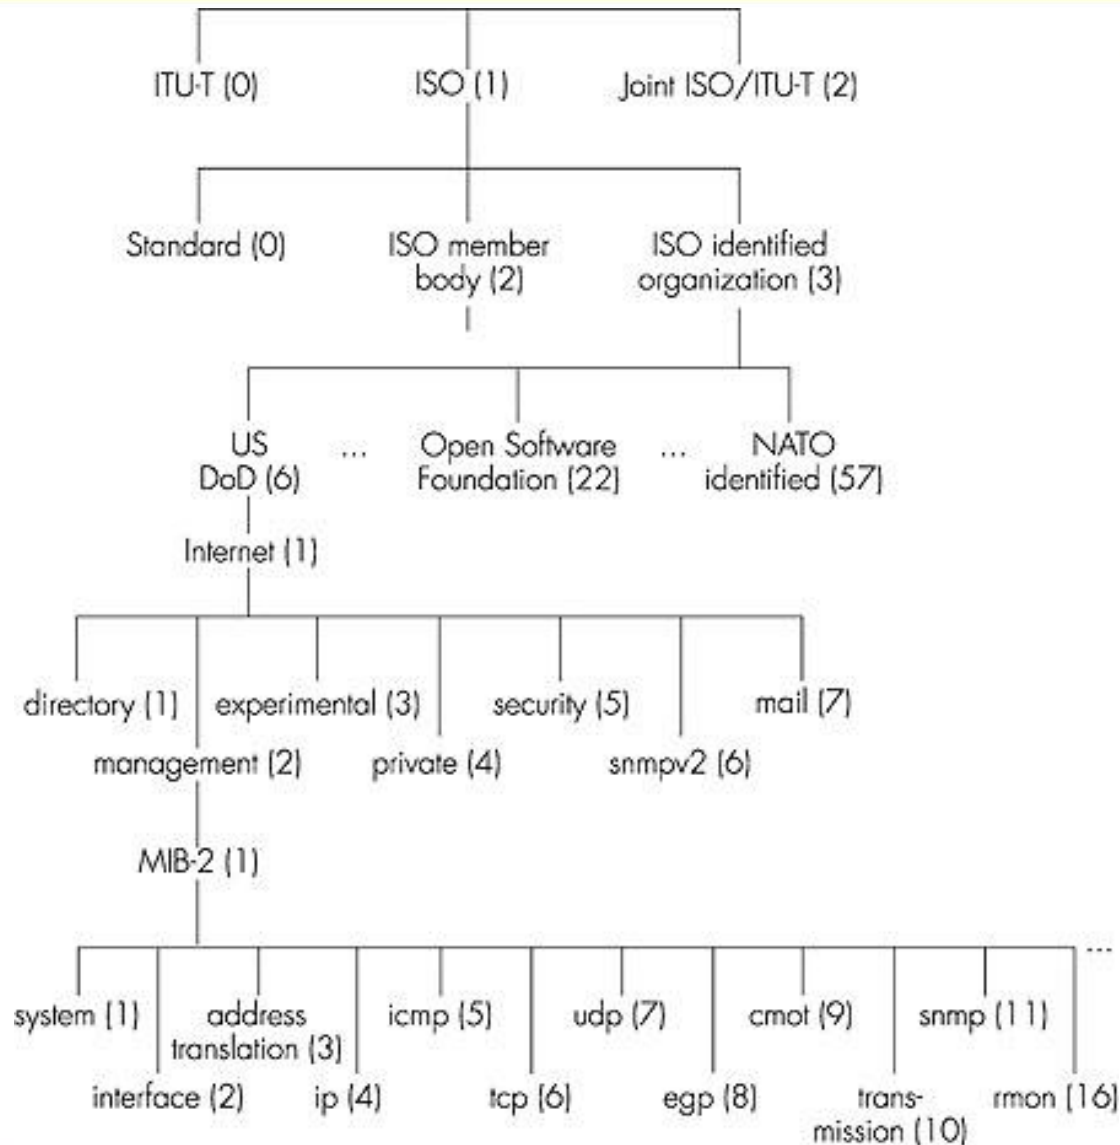 ITU-T (0) ISO (1) Joint ISO/ITU-T (2)
Standard (0) ISO member body (2) ISO identified organization (3)
US DoD (6) ... Open Software Foundation (22) ... NATO identified (57)
Internet (1)
directory (1) experimental (3) security (5) mail (7)
management (2) private (4) snmpv2 (6)
MIB-2 (1)
...
system (1) address translation (3) icmp (5) udp (7) cmot (9) snmp (11)
interface (2) ip (4) tcp (6) egp (8) trans-mission (10) rmon (16)